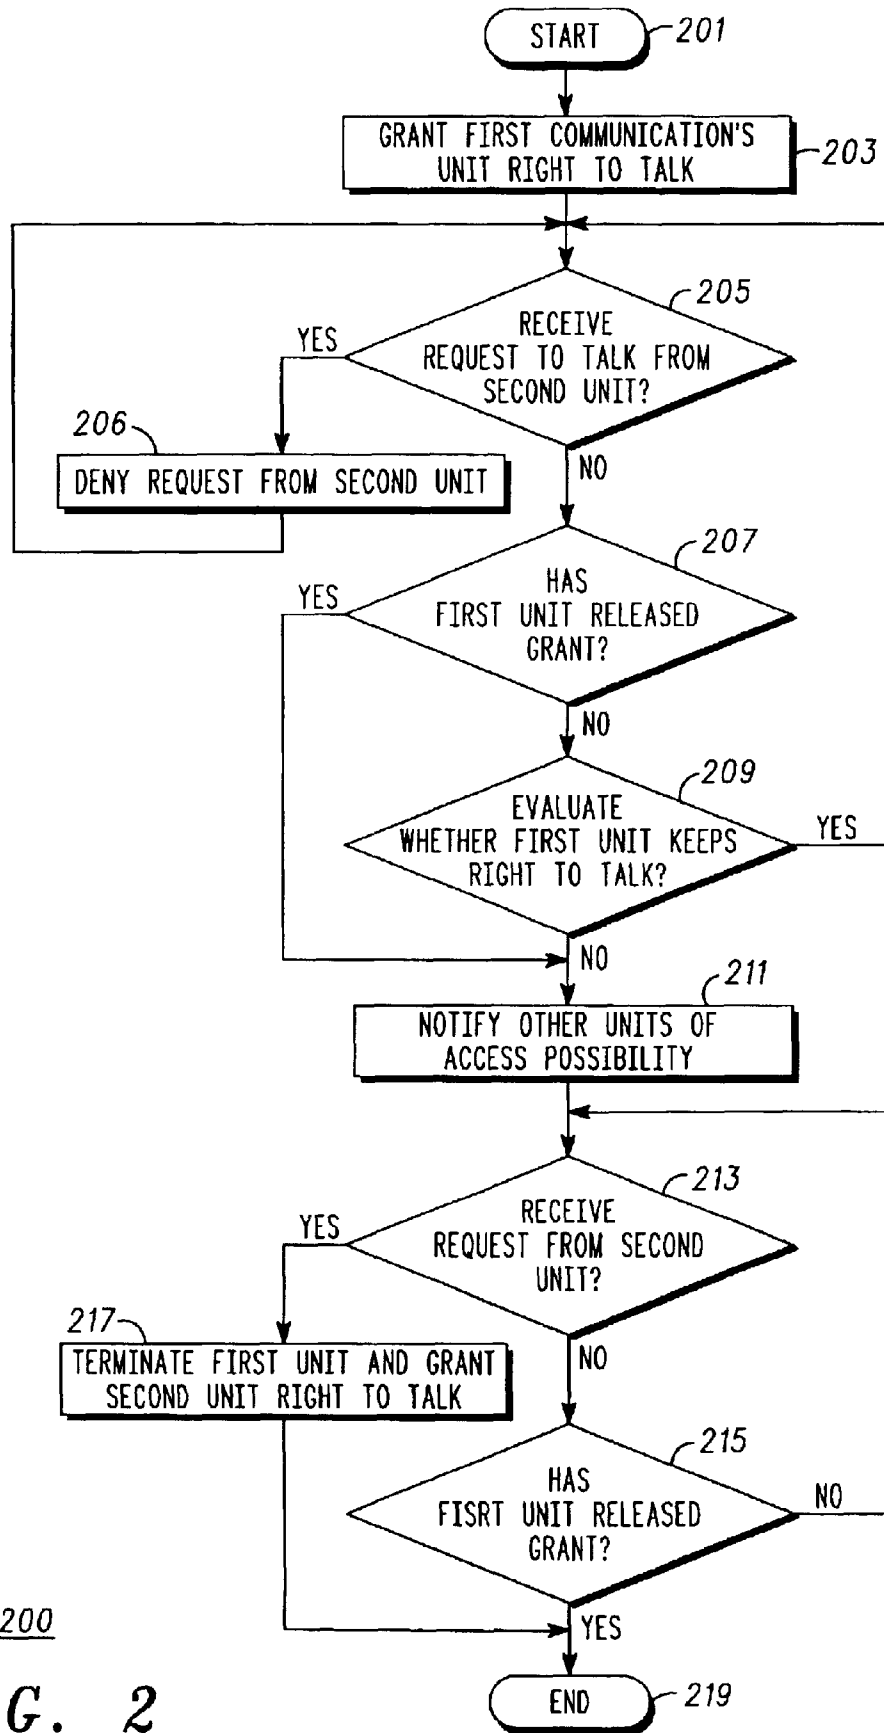 START
201
GRANT FIRST COMMUNICATION'S
UNIT RIGHT TO TALK
203
205
RECEIVE
REQUEST TO TALK FROM
SECOND UNIT?
YES
206
DENY REQUEST FROM SECOND UNIT
NO
207
HAS
FIRST UNIT RELEASED
GRANT?
YES
NO
209
EVALUATE
WHETHER FIRST UNIT KEEPS
RIGHT TO TALK?
YES
NO
211
NOTIFY OTHER UNITS OF
ACCESS POSSIBILITY
213
RECEIVE
REQUEST FROM SECOND
UNIT?
YES
217
TERMINATE FIRST UNIT AND GRANT
SECOND UNIT RIGHT TO TALK
NO
215
HAS
FISRT UNIT RELEASED
GRANT?
NO
YES
200
END
219
G. 2